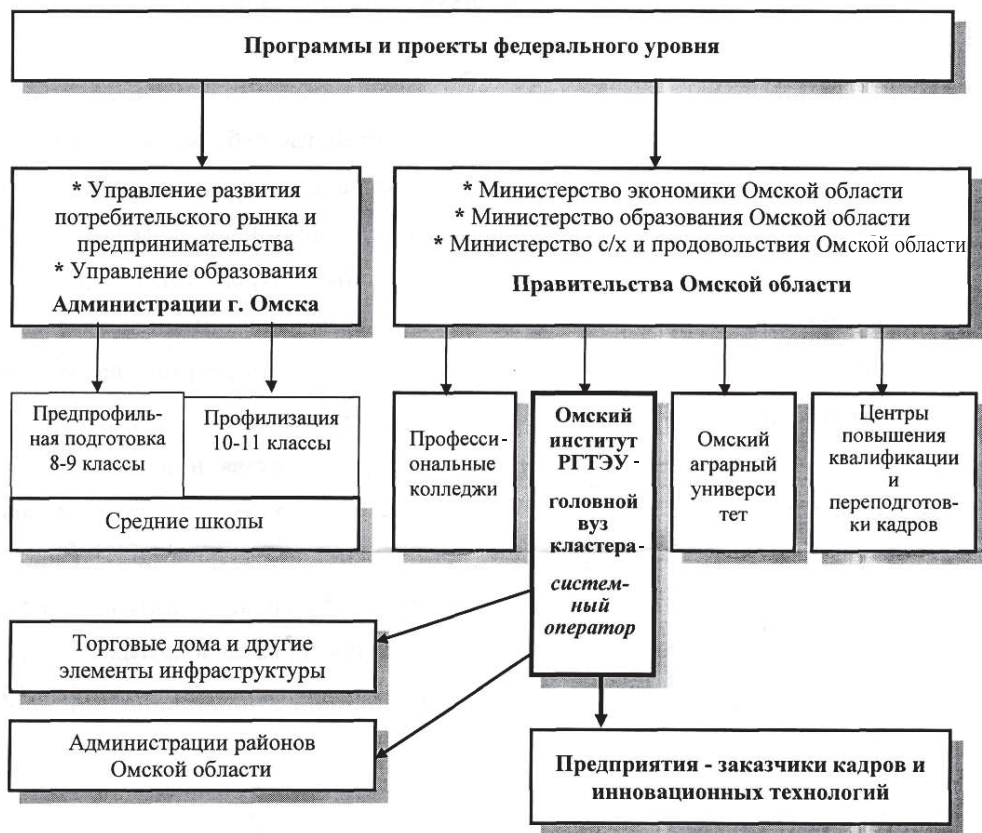 Программы и проекты федерального уровня
* Управление развития
потребительского рынка и
предпринимательства
* Управление образования
Администрации г. Омска
* Министерство экономики Омской области
* Министерство образования Омской области
* Министерство с/х и продовольствия Омской области
Правительства Омской области
Предпрофиль-
ная подготовка
8-9 классы
Профилизация
10-11 классы
Средние школы
Професси-
ональные
колледжи
Омский
институт
РГТЭУ -
головной
вуз
кластера-
систем-
ный
оператор
Омский
аграрный
универси
тет
Центры
повышения
квалификации
и
переподготов-
ки кадров
Торговые дома и другие
элементы инфраструктуры
Администрации районов
Омской области
Предприятия - заказчики кадров и
инновационных технологий